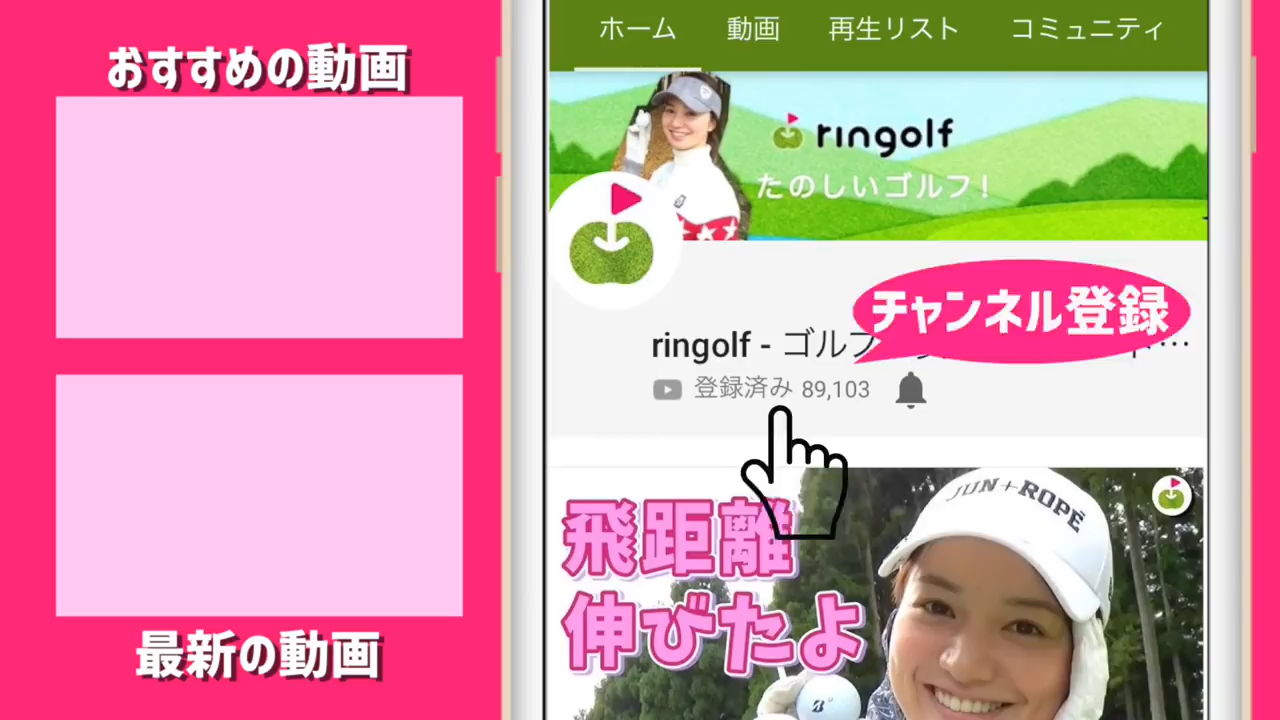 おすすめの動画
最新の動画
ホーム 動画 再生リスト コミュニティ
ringolf
たのしいゴルフ!
チャンネル登録
ringolf - ゴルフ
登録済み 89,103
JUN+ROPÉ
飛距離
伸びたよ
B